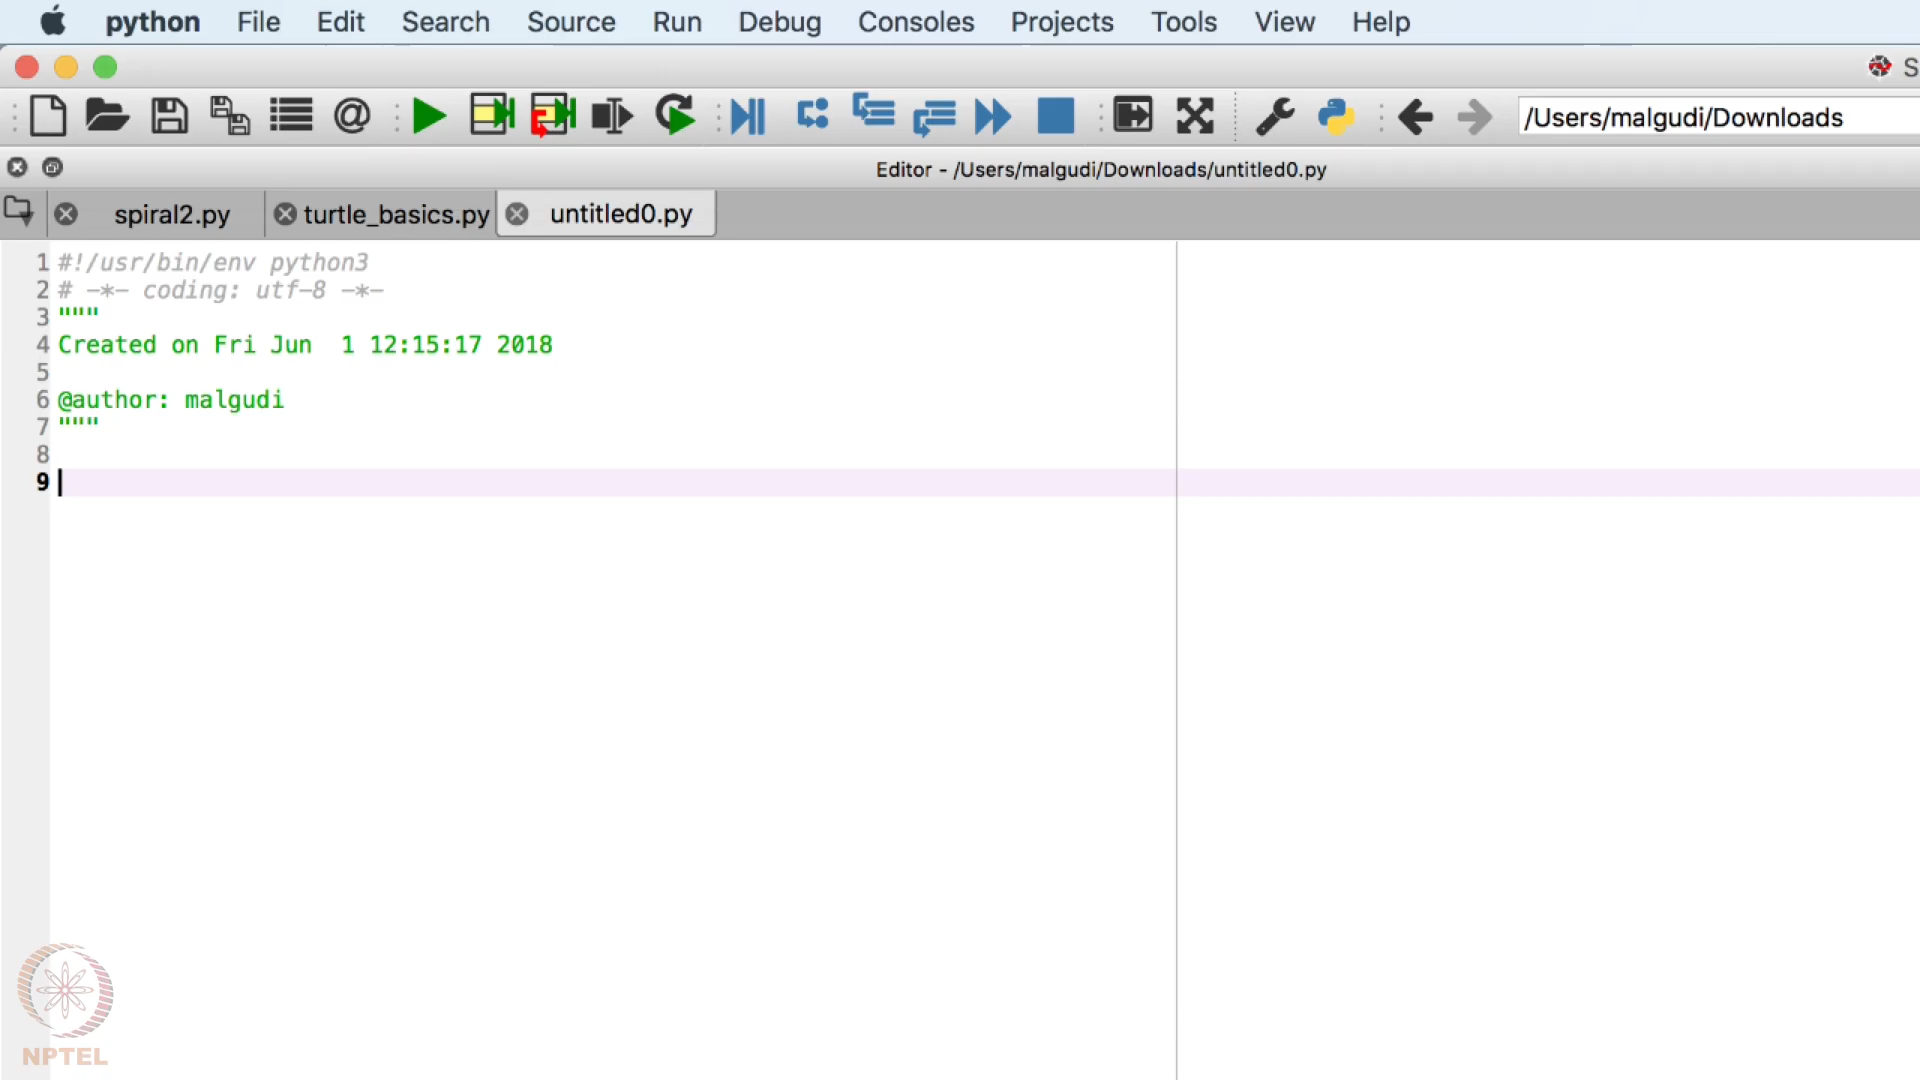 python File Edit Search Source Run Debug Consoles Projects Tools View Help
S
/Users/malgudi/Downloads
Editor - /Users/malgudi/Downloads/untitled0.py
spiral2.py turtle_basics.py untitled0.py
1 #!/usr/bin/env python3
2 # -*- coding: utf-8 -*-
3 """
4 Created on Fri Jun  1 12:15:17 2018
5
6 @author: malgudi
7 """
8
9
NPTEL